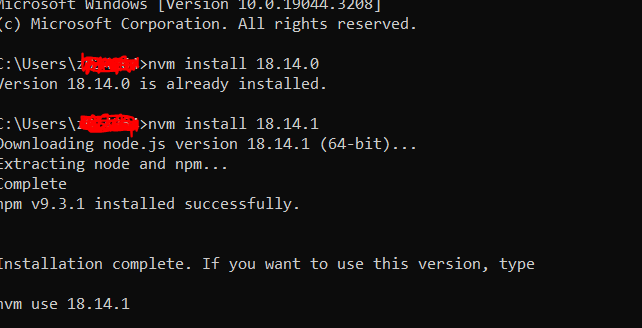 Microsoft Windows [Version 10.0.19044.3208]
(c) Microsoft Corporation. All rights reserved.
C:\Users\z >nvm install 18.14.0
Version 18.14.0 is already installed.
C:\Users\z >nvm install 18.14.1
Downloading node.js version 18.14.1 (64-bit)...
Extracting node and npm...
Complete
npm v9.3.1 installed successfully.
Installation complete. If you want to use this version, type
nvm use 18.14.1